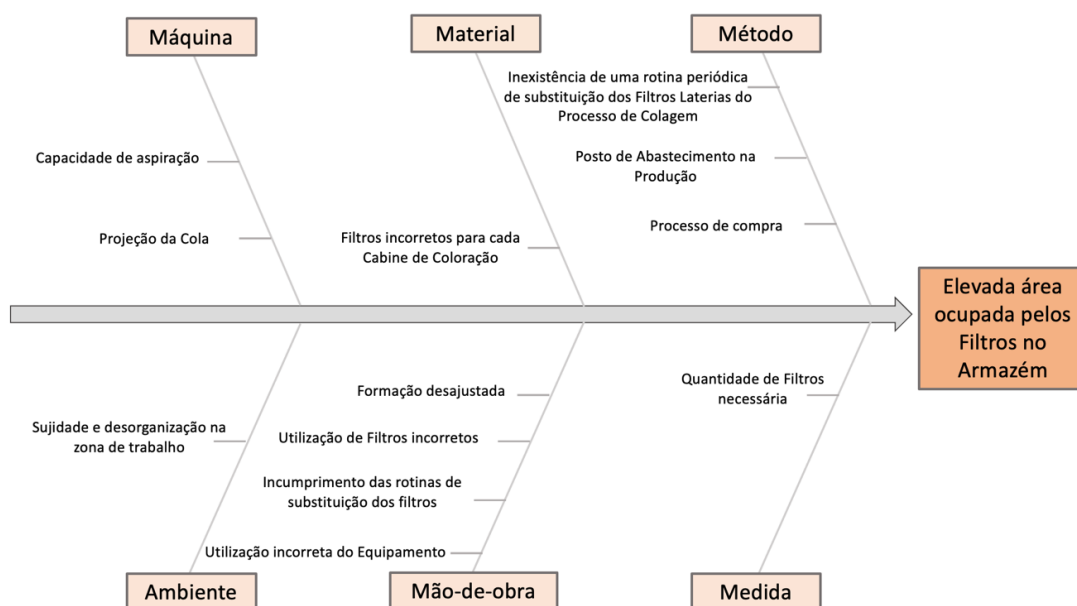 Máquina
Material
Método
Inexistência de uma rotina periódica
de substituição dos Filtros Laterias do
Processo de Colagem
Capacidade de aspiração
Posto de Abastecimento na
Produção
Projeção da Cola
Filtros incorretos para cada
Cabine de Coloração
Processo de compra
Elevada área
ocupada pelos
Filtros no
Armazém
Sujidade e desorganização na
zona de trabalho
Formação desajustada
Utilização de Filtros incorretos
Incumprimento das rotinas de
substituição dos filtros
Utilização incorreta do Equipamento
Quantidade de Filtros
necessária
Ambiente
Mão-de-obra
Medida